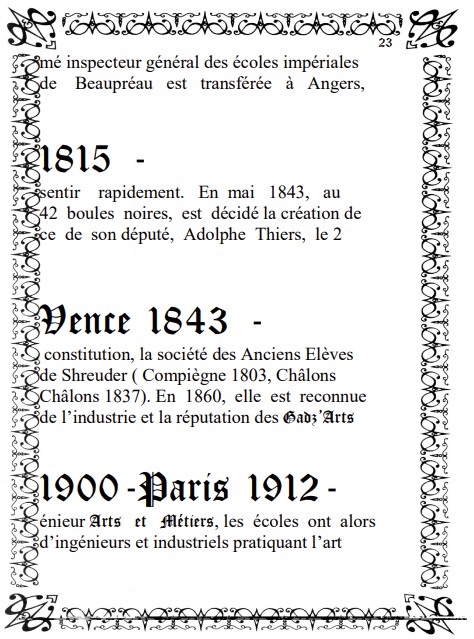 23
mé inspecteur général des écoles impériales
de Beaupréau est transférée à Angers,
1815 -
sentir rapidement. En mai 1843, au
42 boules noires, est décidé la création de
ce de son député, Adolphe Thiers, le 2
Vence 1843 -
constitution, la société des Anciens Elèves
de Shreuder ( Compiègne 1803, Châlons
Châlons 1837). En 1860, elle est reconnue
de l’industrie et la réputation des Gadz’Arts
1900 - Paris 1912 -
énieur Arts et Métiers, les écoles ont alors
d’ingénieurs et industriels pratiquant l’art